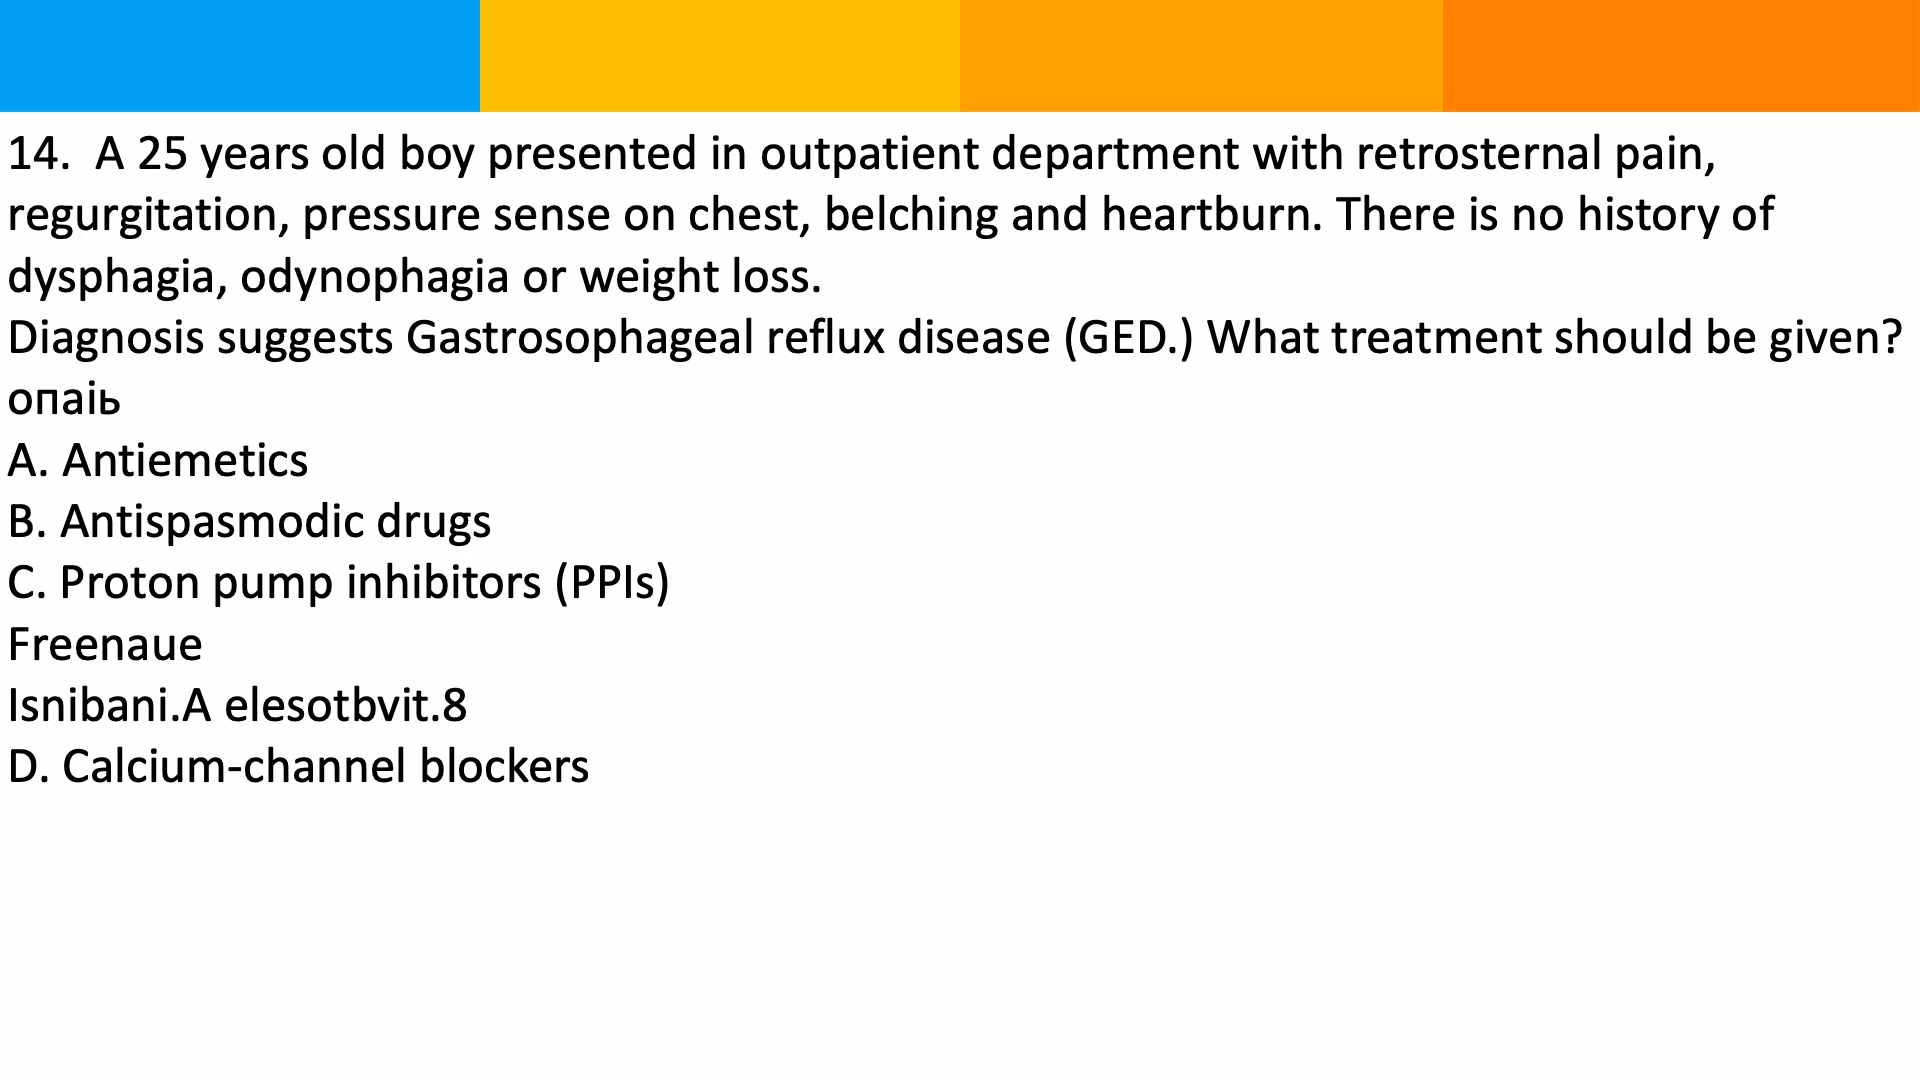 14.  A 25 years old boy presented in outpatient department with retrosternal pain,
regurgitation, pressure sense on chest, belching and heartburn. There is no history of
dysphagia, odynophagia or weight loss.
Diagnosis suggests Gastrosophageal reflux disease (GED.) What treatment should be given?
опаіь
A. Antiemetics
B. Antispasmodic drugs
C. Proton pump inhibitors (PPIs)
Freenaue
Isnibani.A elesotbvit.8
D. Calcium-channel blockers